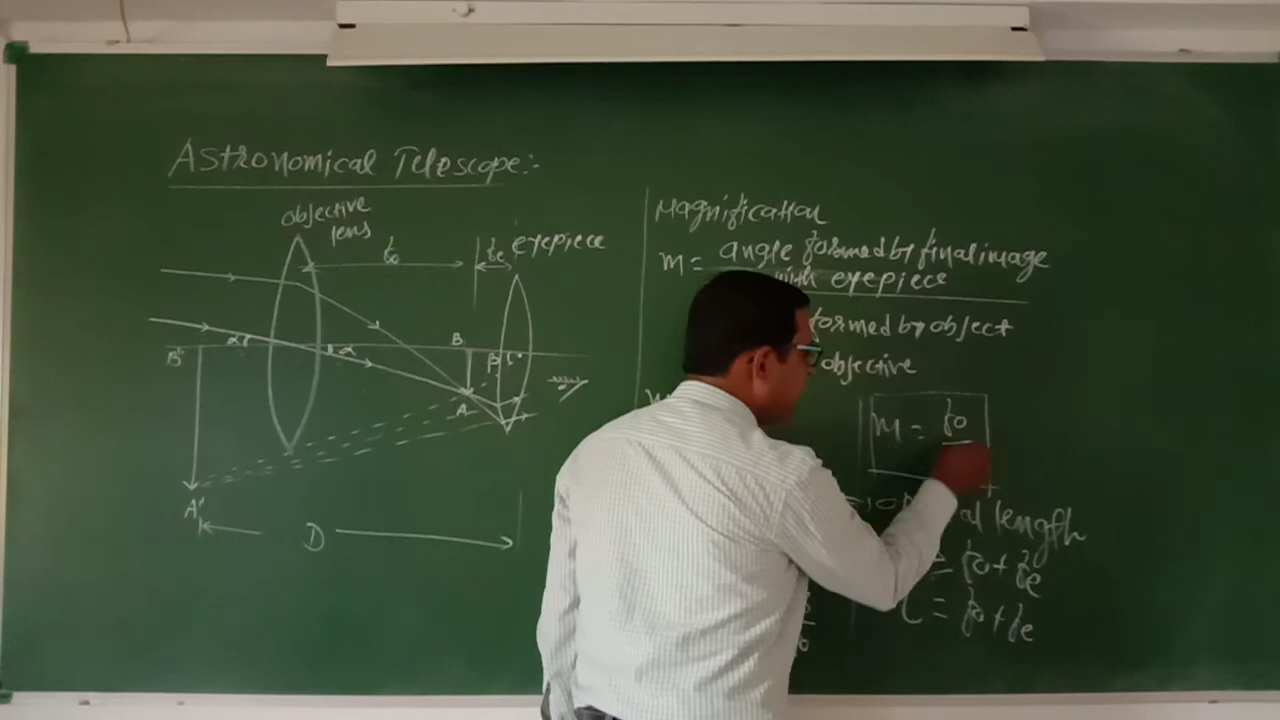 Astronomical Telescope:-
objective
lens
fo
fe
eyepiece
α
α
B
B"
β
A
A"
D
Magnification
m = angle formed by final image
with eyepiece
formed by object
objective
m = fo
al length
= fo + fe
L = fo + fe